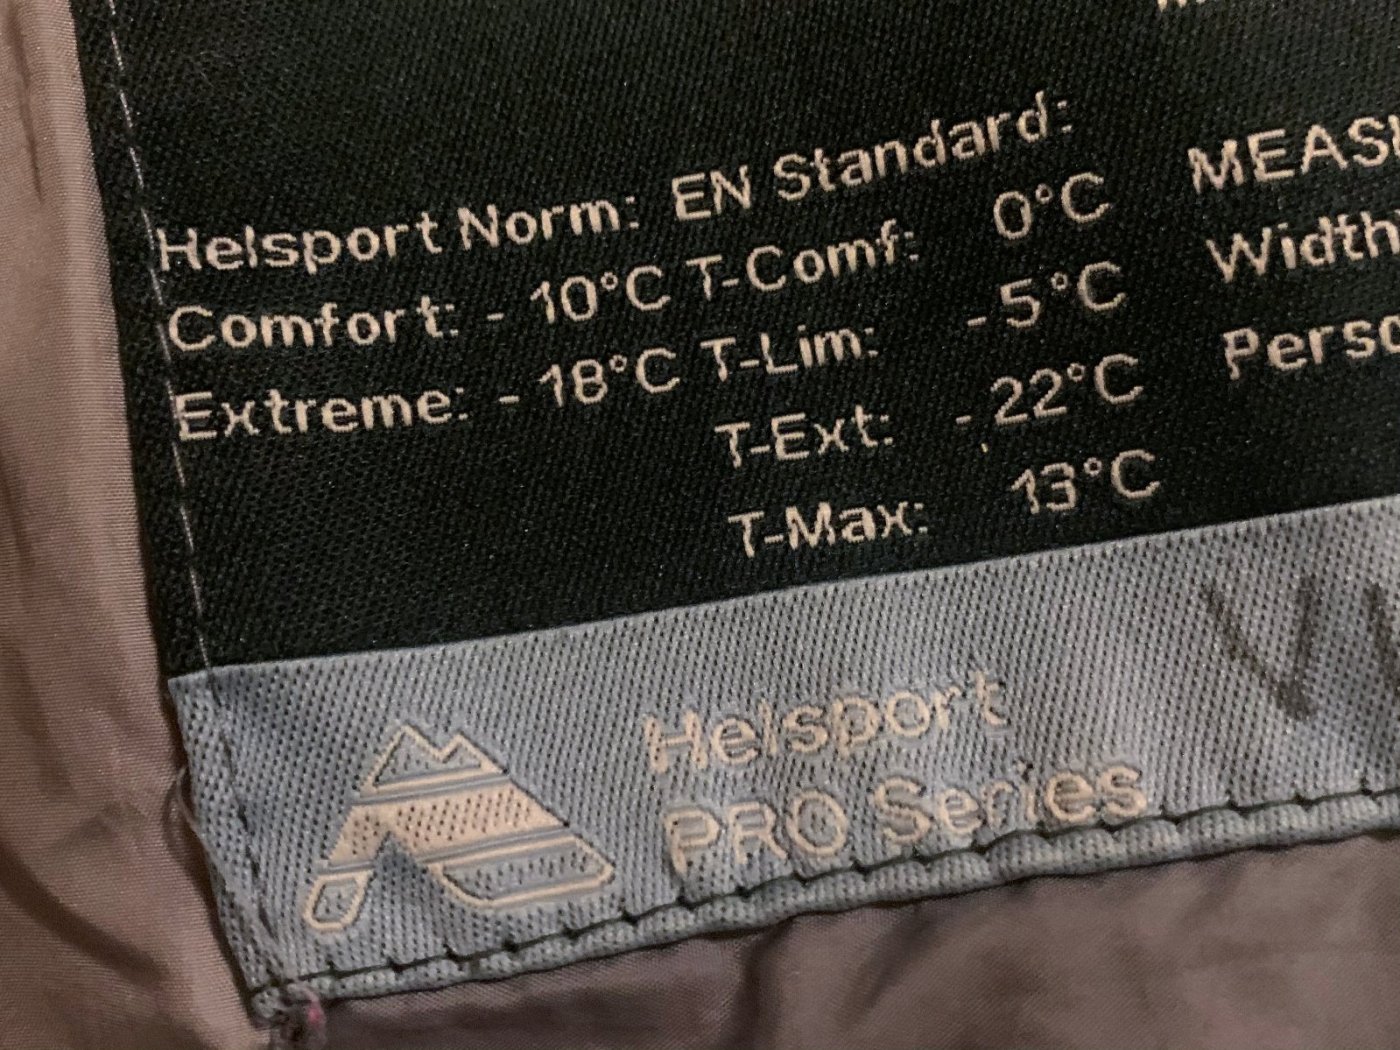 Helsport Norm: EN Standard:
Comfort: - 10°C T-Comf: 0°C
Extreme: - 18°C T-Lim: -5°C
T-Ext: -22°C
T-Max: 13°C
MEASU
Width
Perso
Helsport
PRO Series